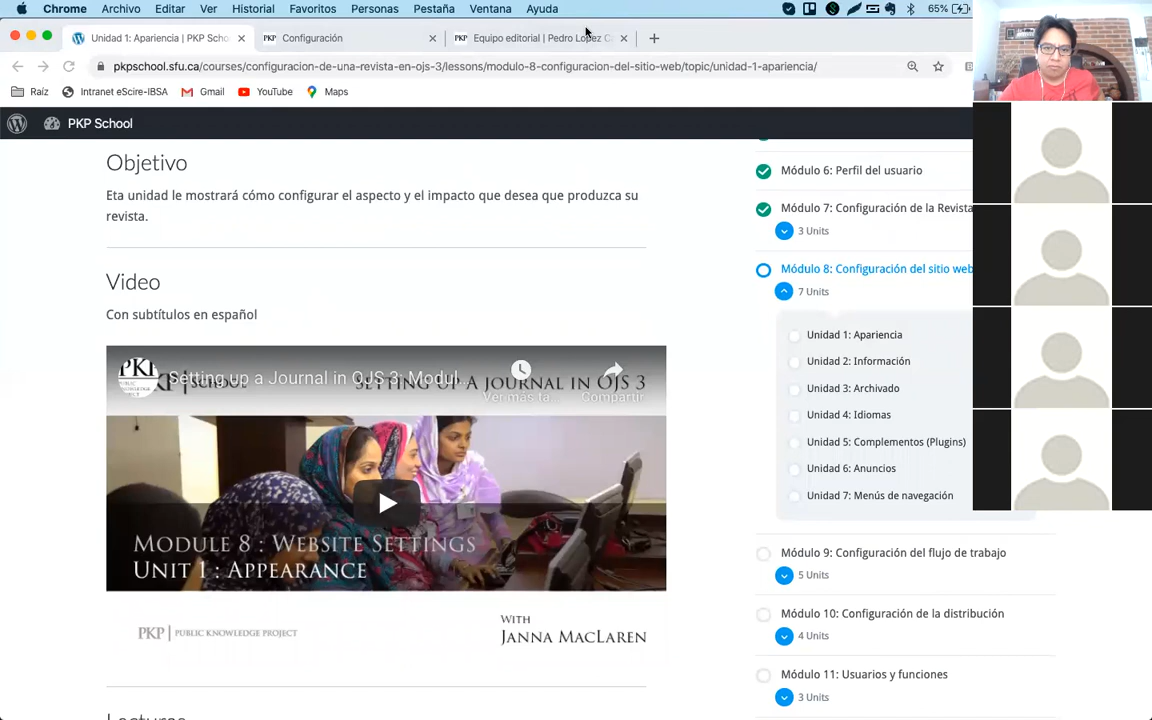 Chrome Archivo Editar Ver Historial Favoritos Personas Pestaña Ventana Ayuda 65%
Unidad 1: Apariencia | PKP Scho
Configuración
Equipo editorial | Pedro López C
pkpschool.sfu.ca/courses/configuracion-de-una-revista-en-ojs-3/lessons/modulo-8-configuracion-del-sitio-web/topic/unidad-1-apariencia/
Raíz Intranet eScire-IBSA Gmail YouTube Maps
PKP School
Objetivo
Eta unidad le mostrará cómo configurar el aspecto y el impacto que desea que produzca su
revista.
Video
Con subtítulos en español
Setting up a Journal in OJS 3: Modul...
SETTING UP A JOURNAL IN OJS 3
PKP
PUBLIC
KNOWLEDGE
PROJECT
Ver más ta...
Compartir
MODULE 8 : WEBSITE SETTINGS
UNIT 1 : APPEARANCE
PKP | PUBLIC KNOWLEDGE PROJECT
WITH
JANNA MACLAREN
Lecturas
Módulo 6: Perfil del usuario
Módulo 7: Configuración de la Revista
3 Units
Módulo 8: Configuración del sitio web
7 Units
Unidad 1: Apariencia
Unidad 2: Información
Unidad 3: Archivado
Unidad 4: Idiomas
Unidad 5: Complementos (Plugins)
Unidad 6: Anuncios
Unidad 7: Menús de navegación
Módulo 9: Configuración del flujo de trabajo
5 Units
Módulo 10: Configuración de la distribución
4 Units
Módulo 11: Usuarios y funciones
3 Units